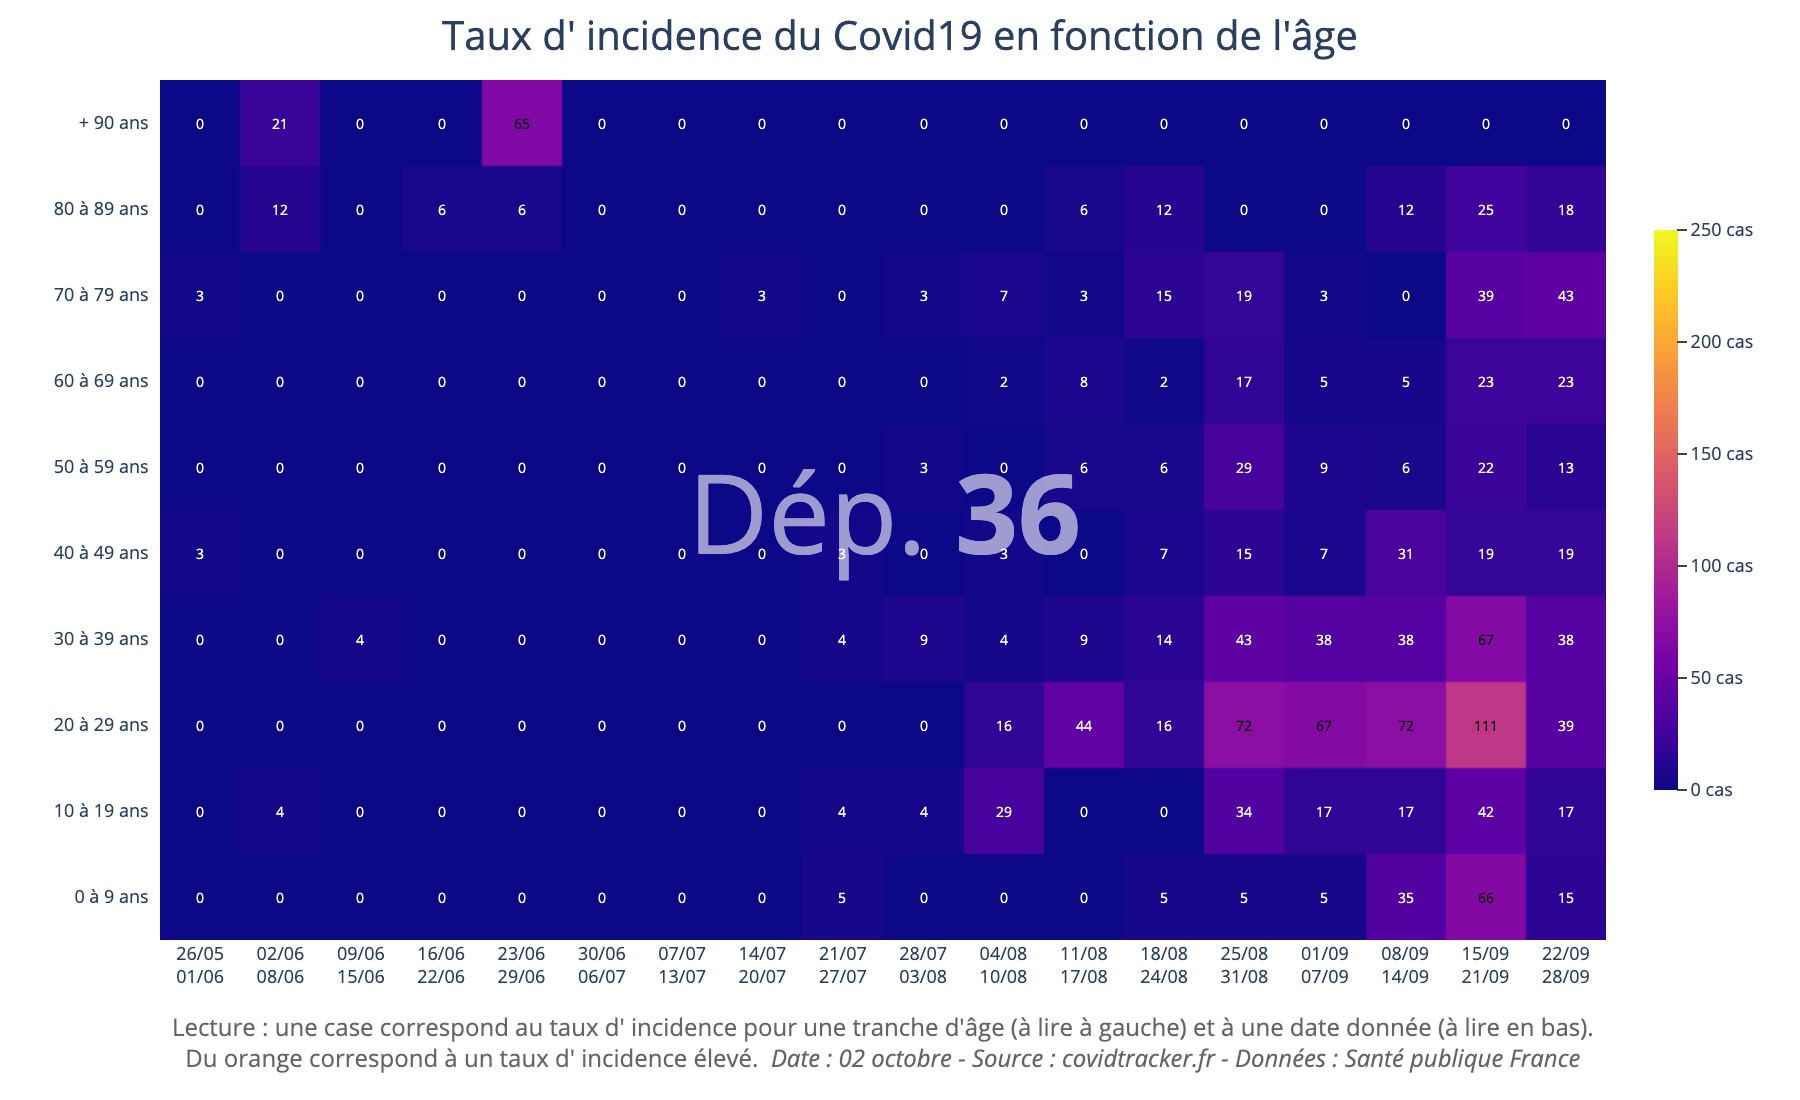 Taux d' incidence du Covid19 en fonction de l'âge
+ 90 ans 0 21 0 0 65 0 0 0 0 0 0 0 0 0 0 0 0 0
80 à 89 ans 0 12 0 6 6 0 0 0 0 0 0 6 12 0 0 12 25 18
70 à 79 ans 3 0 0 0 0 0 0 3 0 3 7 3 15 19 3 0 39 43
60 à 69 ans 0 0 0 0 0 0 0 0 0 0 2 8 2 17 5 5 23 23
50 à 59 ans 0 0 0 0 0 0 0 0 0 3 0 6 6 29 9 6 22 13
Dép. 36
40 à 49 ans 3 0 0 0 0 0 0 0 3 0 3 0 7 15 7 31 19 19
30 à 39 ans 0 0 4 0 0 0 0 0 4 9 4 9 14 43 38 38 67 38
20 à 29 ans 0 0 0 0 0 0 0 0 0 0 16 44 16 72 67 72 111 39
10 à 19 ans 0 4 0 0 0 0 0 0 4 4 29 0 0 34 17 17 42 17
0 à 9 ans 0 0 0 0 0 0 0 0 5 0 0 0 5 5 5 35 66 15
26/05 02/06 09/06 16/06 23/06 30/06 07/07 14/07 21/07 28/07 04/08 11/08 18/08 25/08 01/09 08/09 15/09 22/09
01/06 08/06 15/06 22/06 29/06 06/07 13/07 20/07 27/07 03/08 10/08 17/08 24/08 31/08 07/09 14/09 21/09 28/09
250 cas
200 cas
150 cas
100 cas
50 cas
0 cas
Lecture : une case correspond au taux d' incidence pour une tranche d'âge (à lire à gauche) et à une date donnée (à lire en bas).
Du orange correspond à un taux d' incidence élevé. Date : 02 octobre - Source : covidtracker.fr - Données : Santé publique France